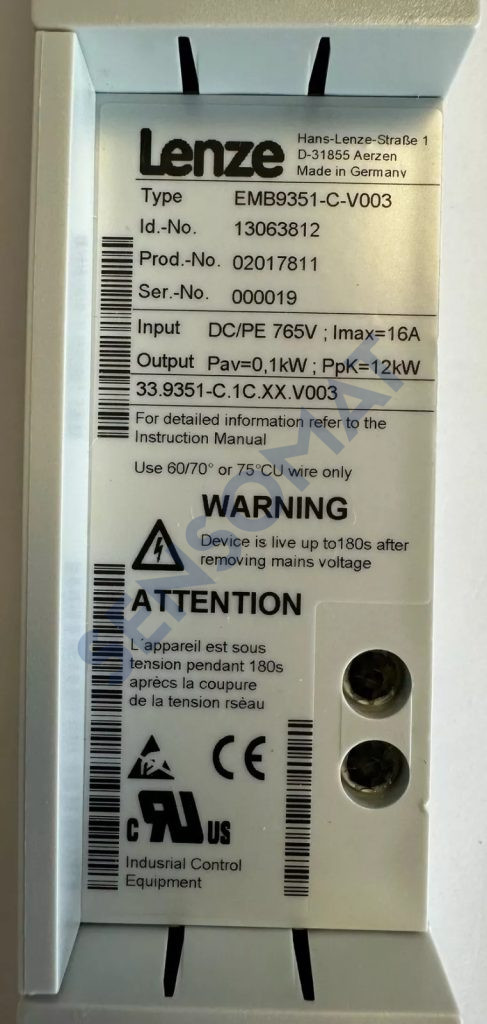 Lenze
Hans-Lenze-Straße 1
D-31855 Aerzen
Made in Germany
Type EMB9351-C-V003
Id.-No. 13063812
Prod.-No. 02017811
Ser.-No. 000019
Input DC/PE 765V ; Imax=16A
Output Pav=0,1kW ; PpK=12kW
33.9351-C.1C.XX.V003
For detailed information refer to the
Instruction Manual
Use 60/70° or 75°CU wire only
WARNING
Device is live up to180s after
removing mains voltage
ATTENTION
L´appareil est sous
tension pendant 180s
aprècs la coupure
de la tension rsèau
CE
c RU US
Indusrial Control
Equipment
SENSOMAT